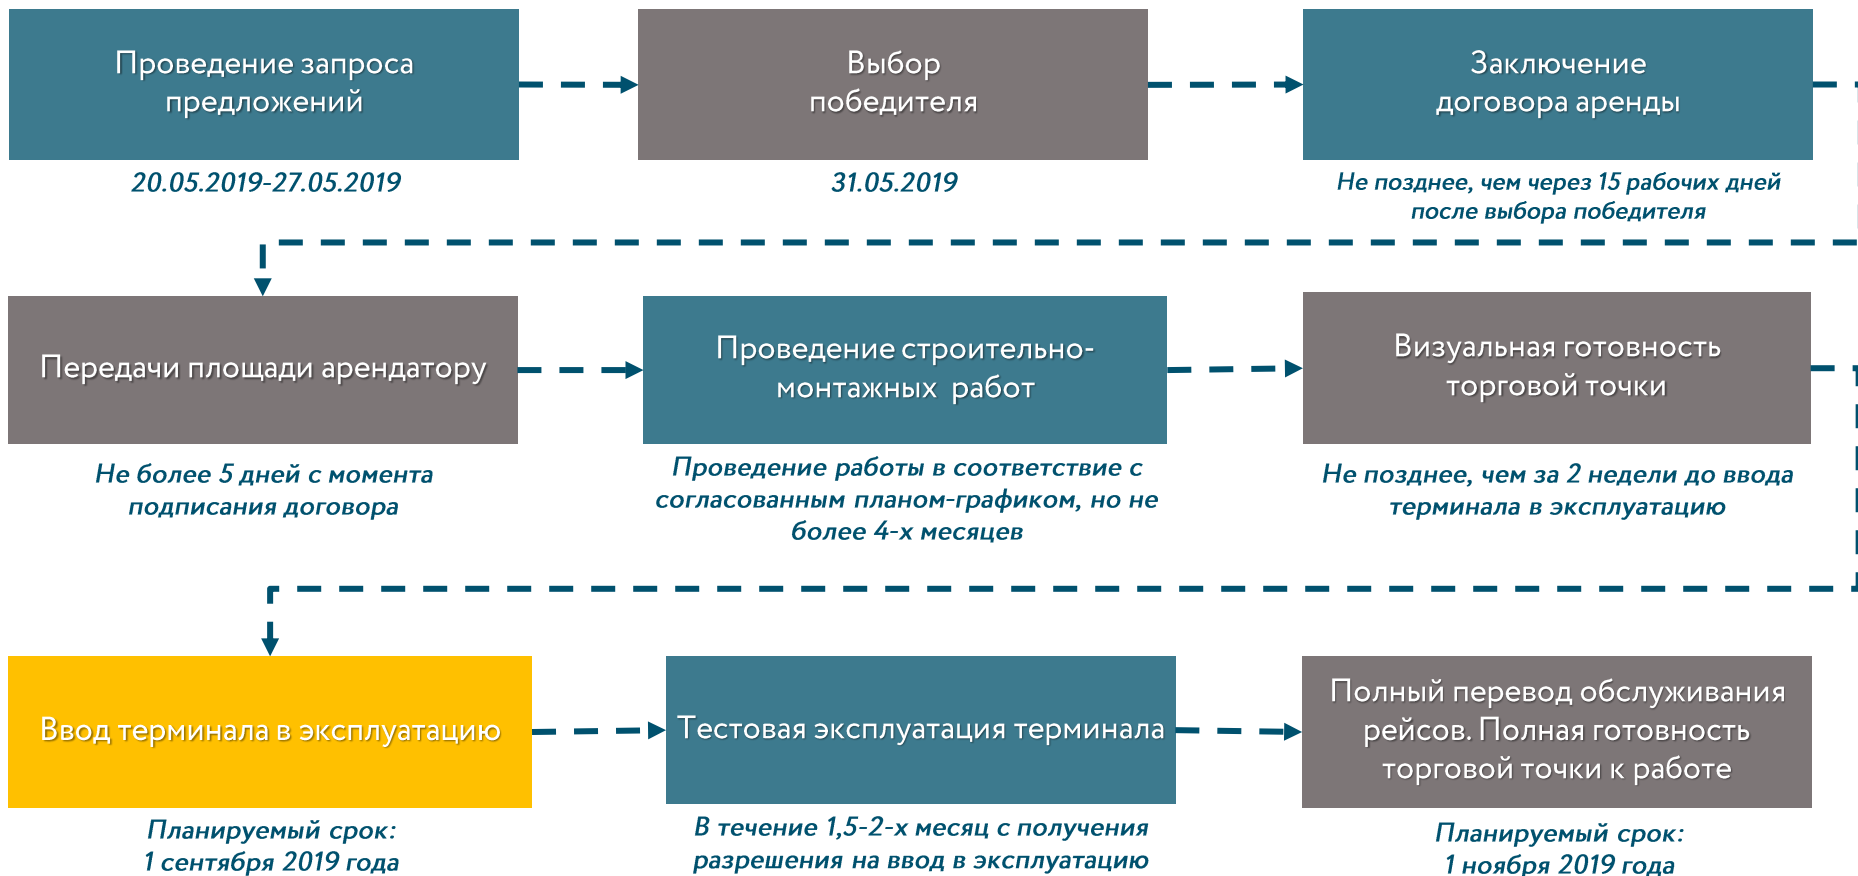 Проведение запроса
предложений
20.05.2019-27.05.2019
Выбор
победителя
31.05.2019
Заключение
договора аренды
Не позднее, чем через 15 рабочих дней
после выбора победителя
Передачи площади арендатору
Не более 5 дней с момента
подписания договора
Проведение строительно-
монтажных работ
Проведение работы в соответствие с
согласованным планом-графиком, но не
более 4-х месяцев
Визуальная готовность
торговой точки
Не позднее, чем за 2 недели до ввода
терминала в эксплуатацию
Ввод терминала в эксплуатацию
Планируемый срок:
1 сентября 2019 года
Тестовая эксплуатация терминала
В течение 1,5-2-х месяц с получения
разрешения на ввод в эксплуатацию
Полный перевод обслуживания
рейсов. Полная готовность
торговой точки к работе
Планируемый срок:
1 ноября 2019 года